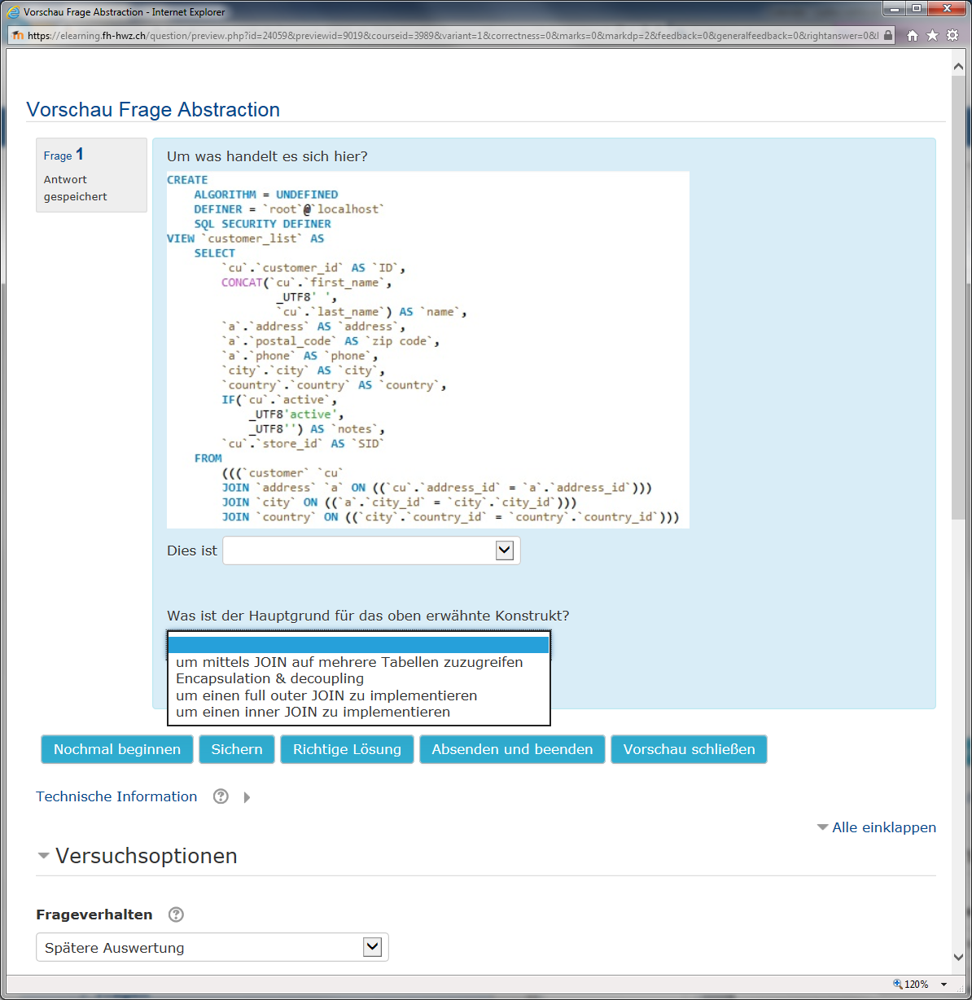 Vorschau Frage Abstraction - Internet Explorer
https://elearning.fh-hwz.ch/question/preview.php?id=24059&previewid=9019&courseid=3989&variant=1&correctness=0&marks=0&markdp=2&feedback=0&generalfeedback=0&rightanswer=0&
Vorschau Frage Abstraction
Frage 1
Antwort
gespeichert
Um was handelt es sich hier?
CREATE
ALGORITHM = UNDEFINED
DEFINER = `root`@`localhost`
SQL SECURITY DEFINER
VIEW `customer_list` AS
SELECT
`cu`.`customer_id` AS `ID`,
CONCAT(`cu`.`first_name`,
_UTF8' ',
`cu`.`last_name`) AS `name`,
`a`.`address` AS `address`,
`a`.`postal_code` AS `zip code`,
`a`.`phone` AS `phone`,
`city`.`city` AS `city`,
`country`.`country` AS `country`,
IF(`cu`.`active`,
_UTF8'active',
_UTF8'') AS `notes`,
`cu`.`store_id` AS `SID`
FROM
(((`customer` `cu`
JOIN `address` `a` ON ((`cu`.`address_id` = `a`.`address_id`)))
JOIN `city` ON ((`a`.`city_id` = `city`.`city_id`)))
JOIN `country` ON ((`city`.`country_id` = `country`.`country_id`)))
Dies ist
Was ist der Hauptgrund für das oben erwähnte Konstrukt?
um mittels JOIN auf mehrere Tabellen zuzugreifen
Encapsulation & decoupling
um einen full outer JOIN zu implementieren
um einen inner JOIN zu implementieren
Nochmal beginnen Sichern Richtige Lösung Absenden und beenden Vorschau schließen
Technische Information
Alle einklappen
Versuchsoptionen
Frageverhalten
Spätere Auswertung
120%